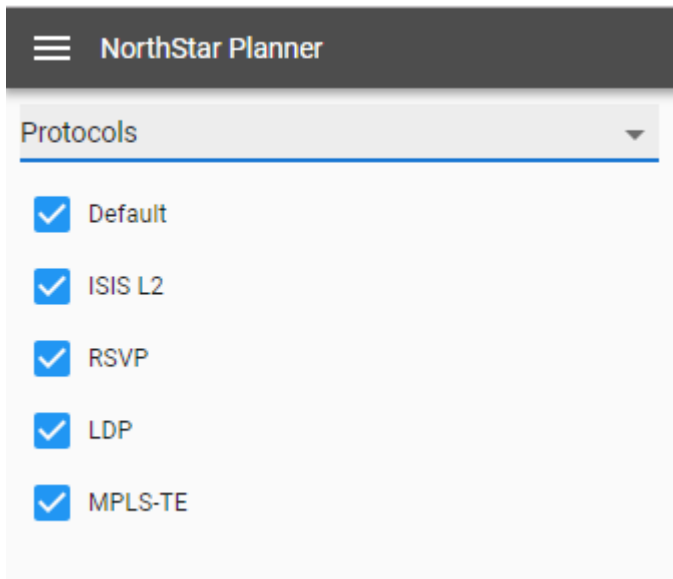 NorthStar Planner
Protocols
Default
ISIS L2
RSVP
LDP
MPLS-TE